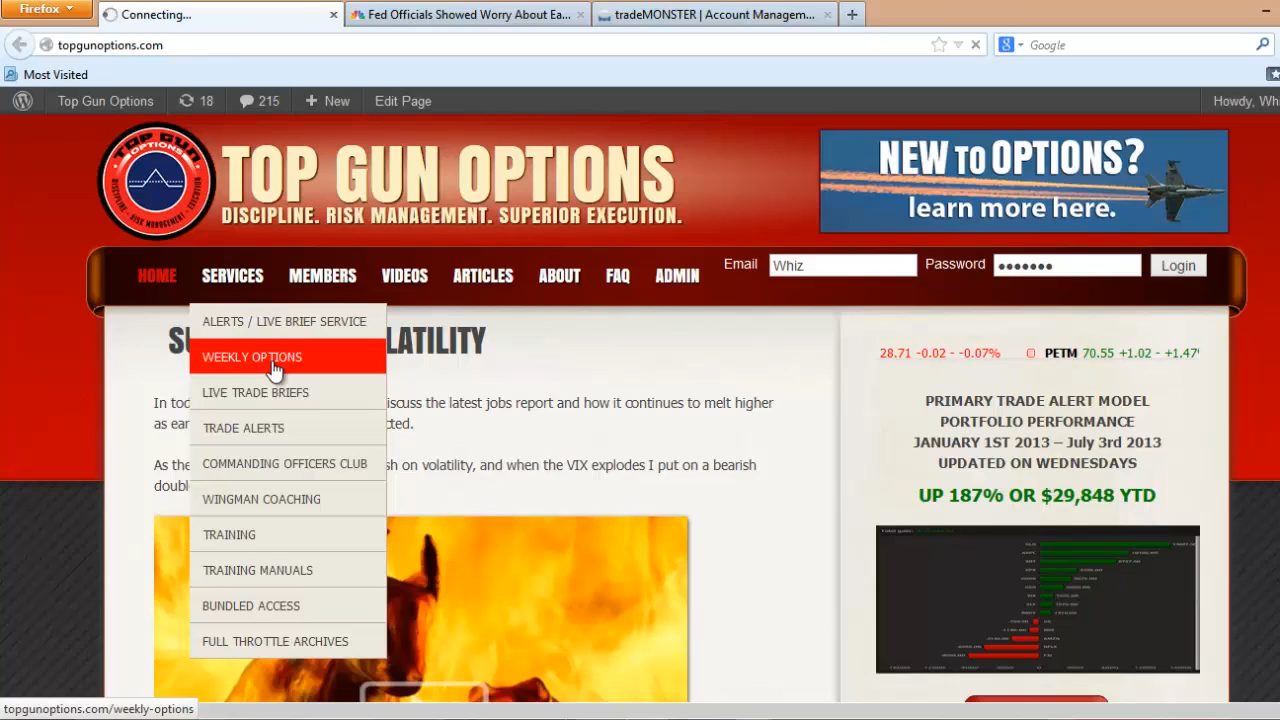 Firefox
Connecting...
Fed Officials Showed Worry About Ea...
tradeMONSTER | Account Managem...
topgunoptions.com
Google
Most Visited
Top Gun Options
18
215
New
Edit Page
Howdy, Whi
TOP GUN OPTIONS
DISCIPLINE - RISK MANAGEMENT - EXECUTION
TOP GUN OPTIONS
DISCIPLINE. RISK MANAGEMENT. SUPERIOR EXECUTION.
NEW TO OPTIONS?
learn more here.
HOME SERVICES MEMBERS VIDEOS ARTICLES ABOUT FAQ ADMIN
Email Whiz Password Login
ALERTS / LIVE BRIEF SERVICE
WEEKLY OPTIONS
LIVE TRADE BRIEFS
TRADE ALERTS
COMMANDING OFFICERS CLUB
WINGMAN COACHING
TRAINING
TRAINING MANUALS
BUNDLED ACCESS
FULL THROTTLE
In
iscuss the latest jobs report and how it continues to melt higher
as
As the
sh on volatility, and when the VIX explodes I put on a bearish
28.71 -0.02 - -0.07% PETM 70.55 +1.02 - +1.47
PRIMARY TRADE ALERT MODEL
PORTFOLIO PERFORMANCE
JANUARY 1ST 2013 – July 3rd 2013
UPDATED ON WEDNESDAYS
UP 187% OR $29,848 YTD
topgunoptions.com/weekly-options